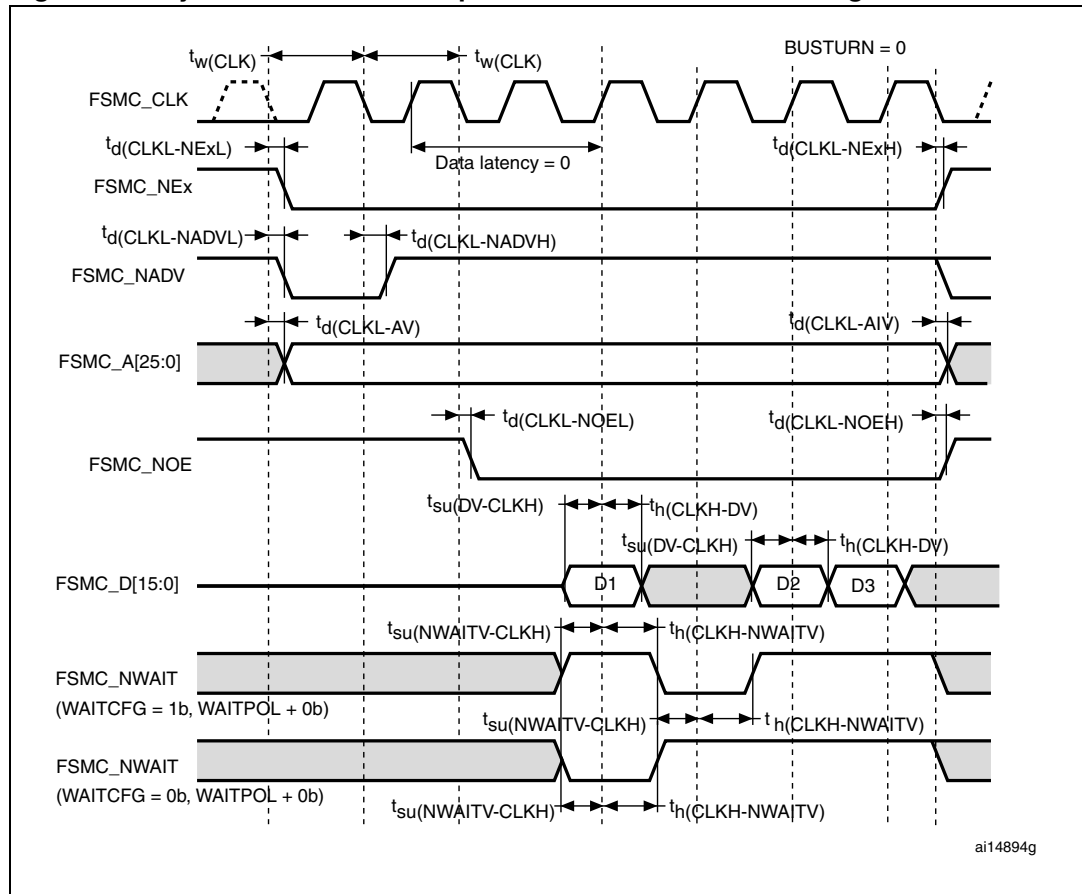 BUSTURN = 0
tw(CLK) tw(CLK)
FSMC_CLK
td(CLKL-NExL) Data latency = 0 td(CLKL-NExH)
FSMC_NEx
td(CLKL-NADVL) td(CLKL-NADVH)
FSMC_NADV
td(CLKL-AV) td(CLKL-AIV)
FSMC_A[25:0]
td(CLKL-NOEL) td(CLKL-NOEH)
FSMC_NOE
tsu(DV-CLKH) th(CLKH-DV)
tsu(DV-CLKH) th(CLKH-DV)
FSMC_D[15:0] D1 D2 D3
tsu(NWAITV-CLKH) th(CLKH-NWAITV)
FSMC_NWAIT
(WAITCFG = 1b, WAITPOL + 0b)
tsu(NWAITV-CLKH) th(CLKH-NWAITV)
FSMC_NWAIT
(WAITCFG = 0b, WAITPOL + 0b)
tsu(NWAITV-CLKH) th(CLKH-NWAITV)
ai14894g